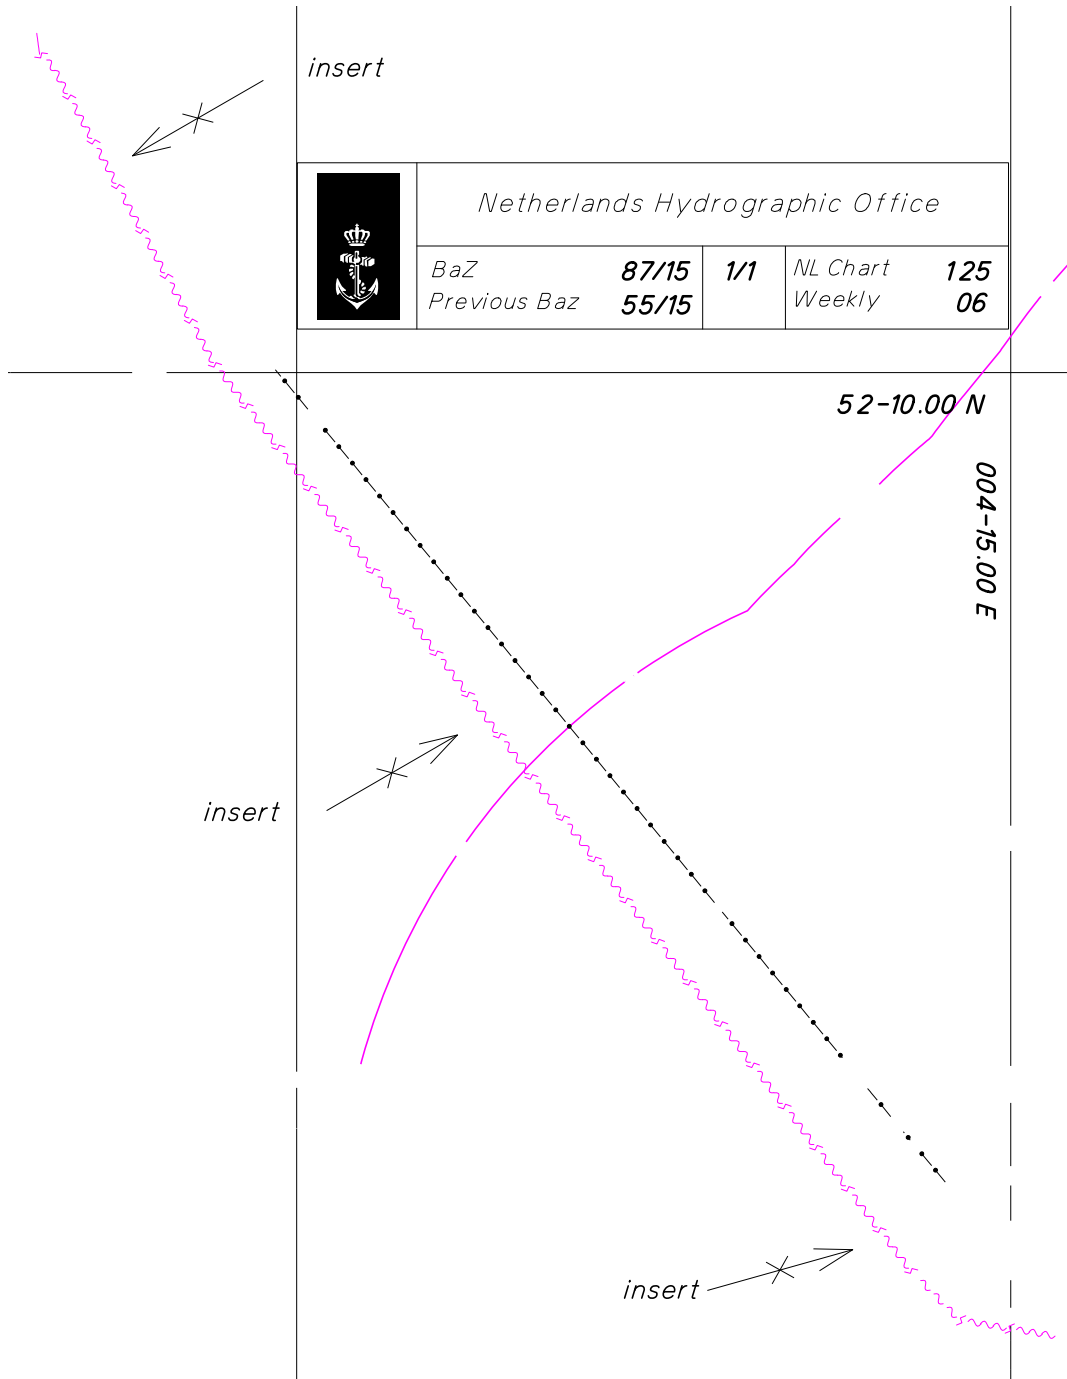 insert
Netherlands Hydrographic Office
BaZ 87/15 1/1 NL Chart 125
Previous Baz 55/15 Weekly 06
52-10.00 N
004-15.00 E
insert
insert